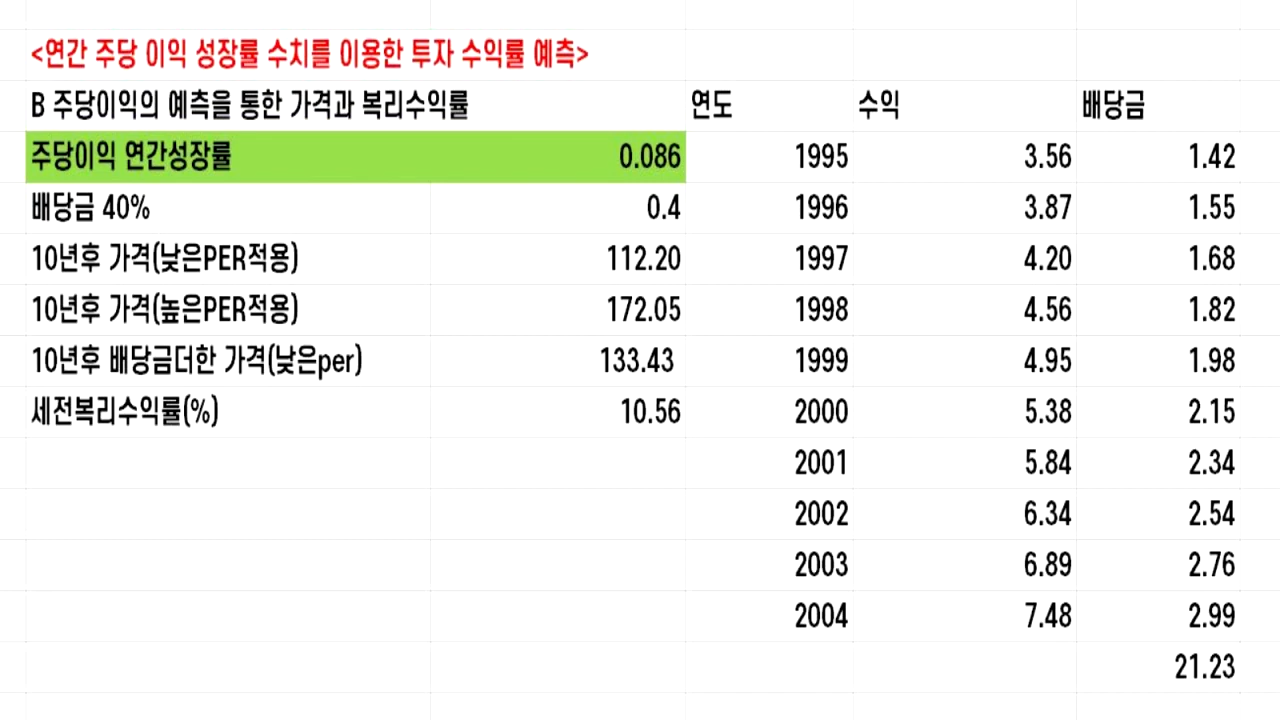 <연간 주당 이익 성장률 수치를 이용한 투자 수익률 예측>
B 주당이익의 예측을 통한 가격과 복리수익률 연도 수익 배당금
주당이익 연간성장률 0.086 1995 3.56 1.42
배당금 40% 0.4 1996 3.87 1.55
10년후 가격(낮은PER적용) 112.20 1997 4.20 1.68
10년후 가격(높은PER적용) 172.05 1998 4.56 1.82
10년후 배당금더한 가격(낮은per) 133.43 1999 4.95 1.98
세전복리수익률(%) 10.56 2000 5.38 2.15
2001 5.84 2.34
2002 6.34 2.54
2003 6.89 2.76
2004 7.48 2.99
21.23